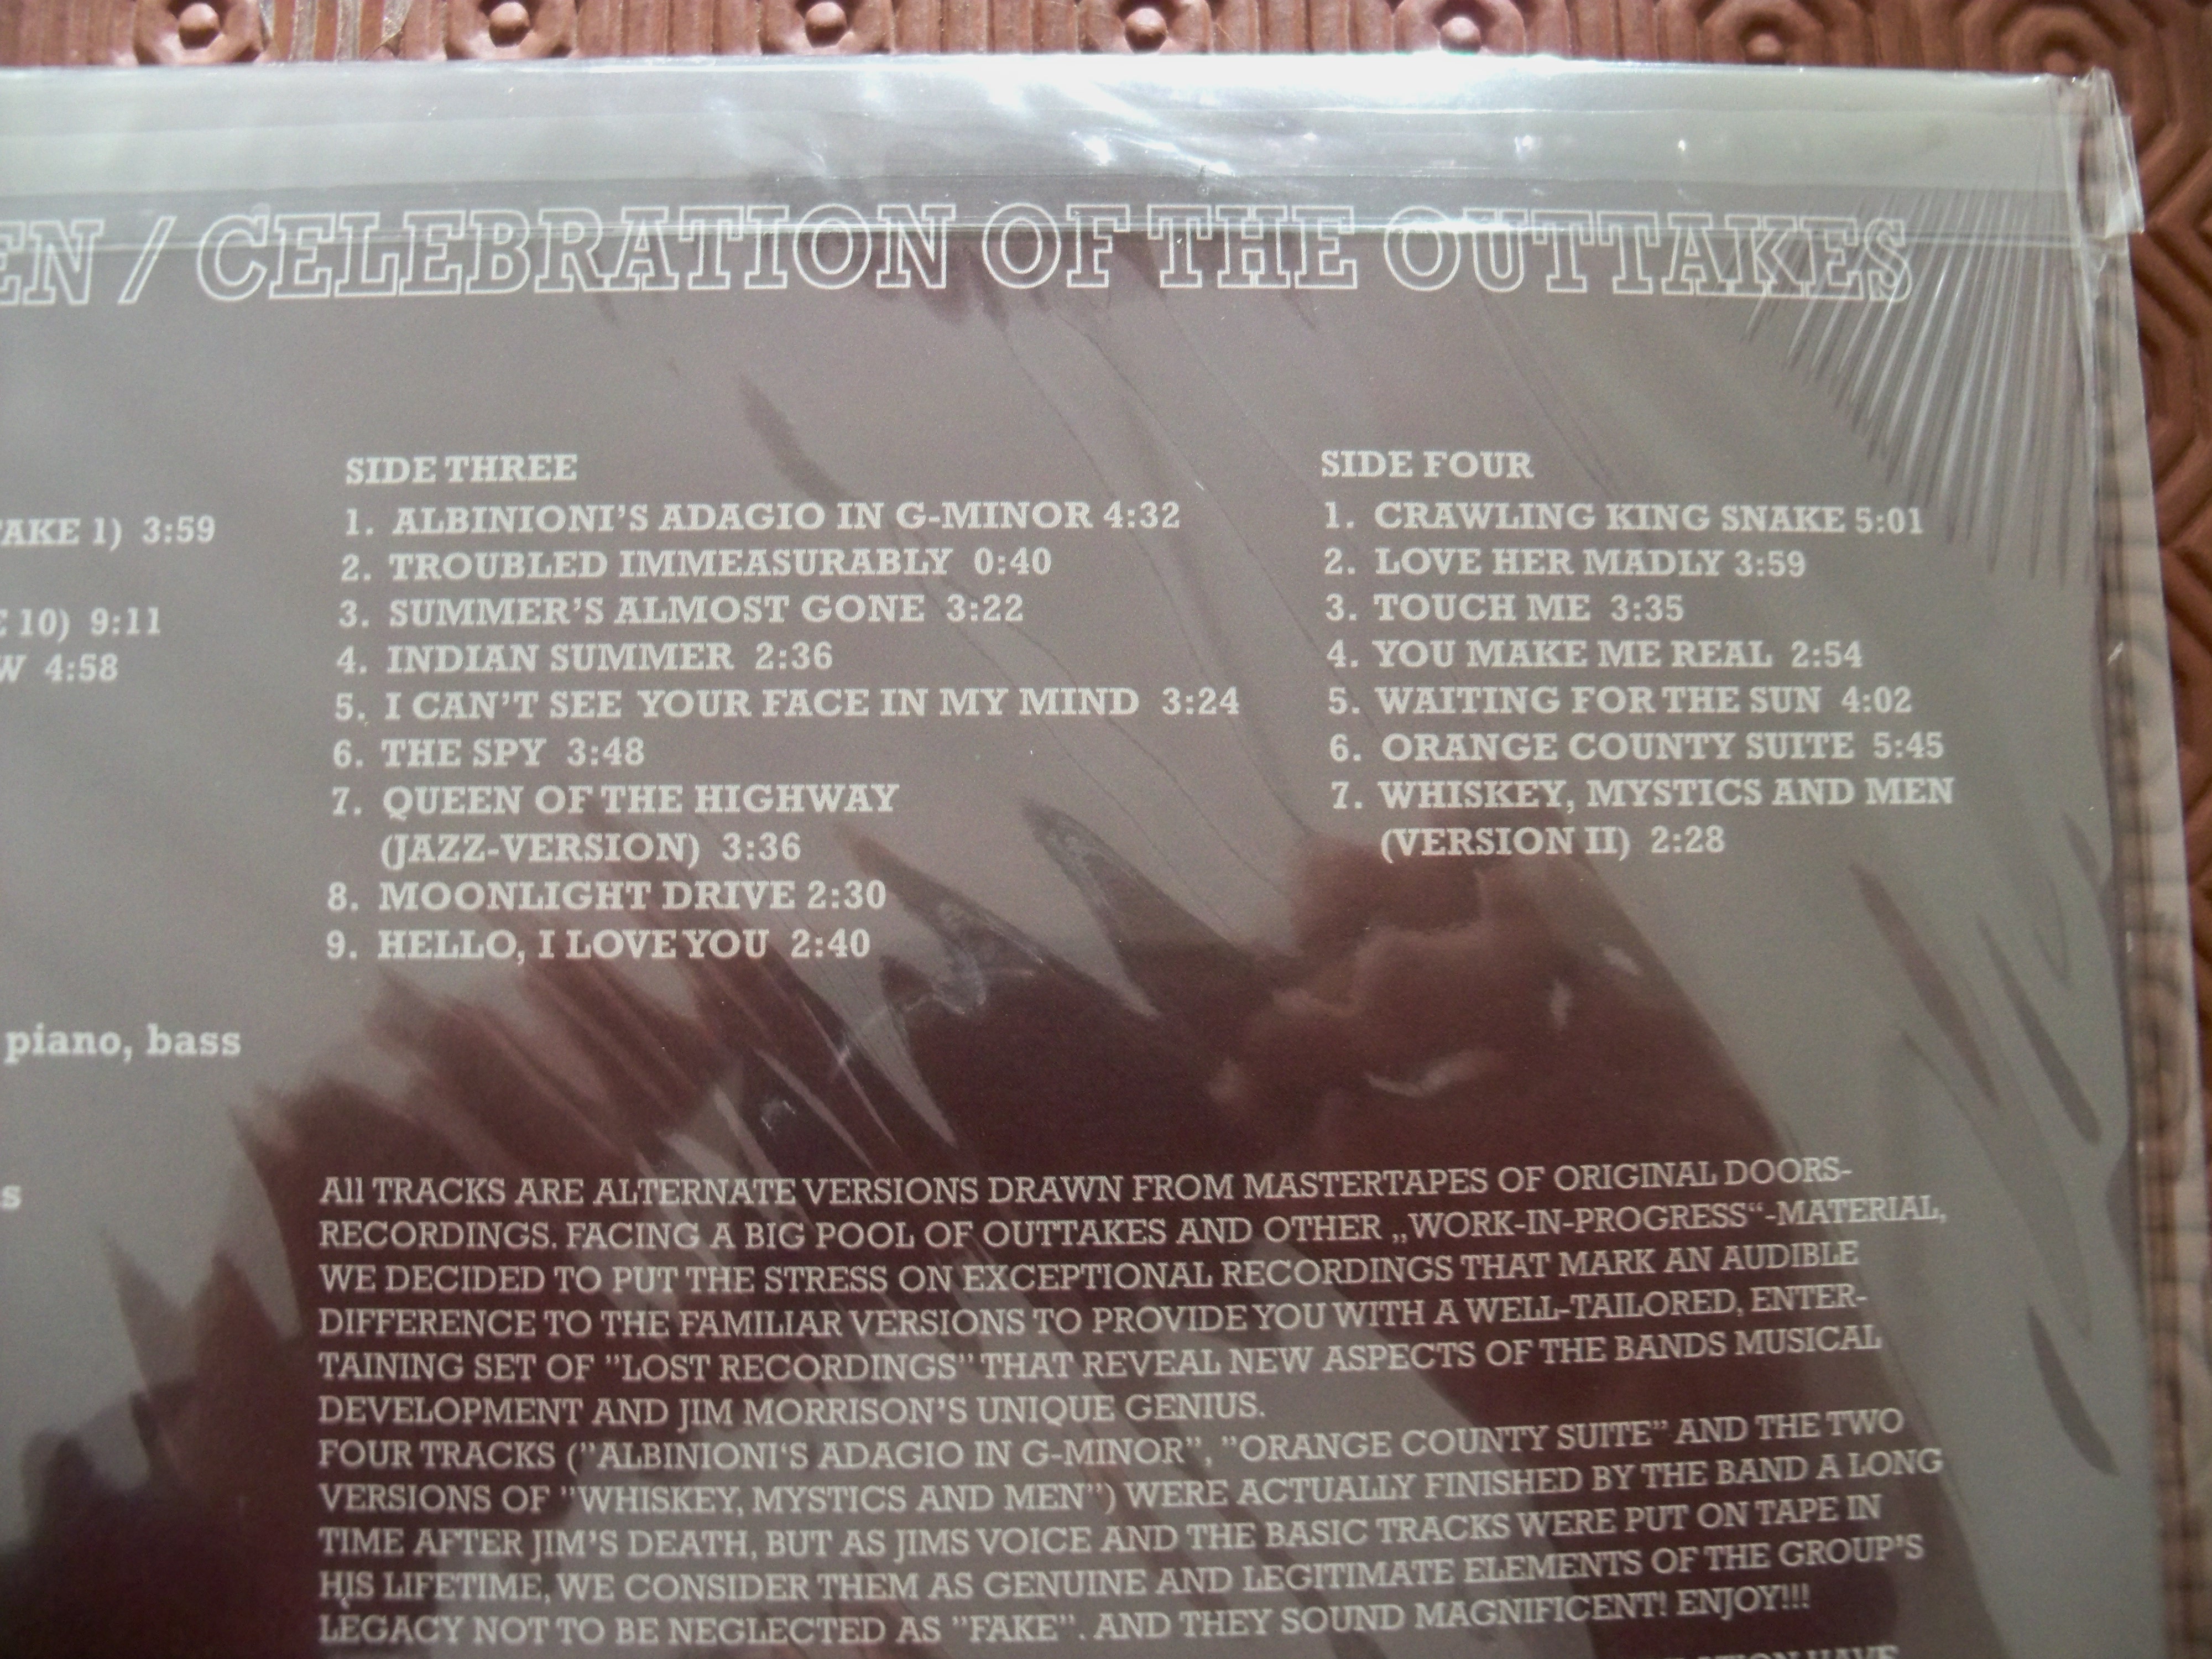 EN / CELEBRATION OF THE OUTTAKES
TAKE 1) 3:59
E 10) 9:11
W 4:58
piano, bass
s
SIDE THREE
1. ALBINIONI'S ADAGIO IN G-MINOR 4:32
2. TROUBLED IMMEASURABLY 0:40
3. SUMMER'S ALMOST GONE 3:22
4. INDIAN SUMMER 2:36
5. I CAN'T SEE YOUR FACE IN MY MIND 3:24
6. THE SPY 3:48
7. QUEEN OF THE HIGHWAY
(JAZZ-VERSION) 3:36
8. MOONLIGHT DRIVE 2:30
9. HELLO, I LOVE YOU 2:40
SIDE FOUR
1. CRAWLING KING SNAKE 5:01
2. LOVE HER MADLY 3:59
3. TOUCH ME 3:35
4. YOU MAKE ME REAL 2:54
5. WAITING FOR THE SUN 4:02
6. ORANGE COUNTY SUITE 5:45
7. WHISKEY, MYSTICS AND MEN
(VERSION II) 2:28
All TRACKS ARE ALTERNATE VERSIONS DRAWN FROM MASTERTAPES OF ORIGINAL DOORS-
RECORDINGS. FACING A BIG POOL OF OUTTAKES AND OTHER „WORK-IN-PROGRESS“-MATERIAL,
WE DECIDED TO PUT THE STRESS ON EXCEPTIONAL RECORDINGS THAT MARK AN AUDIBLE
DIFFERENCE TO THE FAMILIAR VERSIONS TO PROVIDE YOU WITH A WELL-TAILORED, ENTER-
TAINING SET OF ”LOST RECORDINGS” THAT REVEAL NEW ASPECTS OF THE BANDS MUSICAL
DEVELOPMENT AND JIM MORRISON'S UNIQUE GENIUS.
FOUR TRACKS (”ALBINIONI‘S ADAGIO IN G-MINOR”, ”ORANGE COUNTY SUITE” AND THE TWO
VERSIONS OF ”WHISKEY, MYSTICS AND MEN”) WERE ACTUALLY FINISHED BY THE BAND A LONG
TIME AFTER JIM'S DEATH, BUT AS JIMS VOICE AND THE BASIC TRACKS WERE PUT ON TAPE IN
HIS LIFETIME, WE CONSIDER THEM AS GENUINE AND LEGITIMATE ELEMENTS OF THE GROUP'S
LEGACY NOT TO BE NEGLECTED AS ”FAKE”. AND THEY SOUND MAGNIFICENT! ENJOY!!!
HAVE